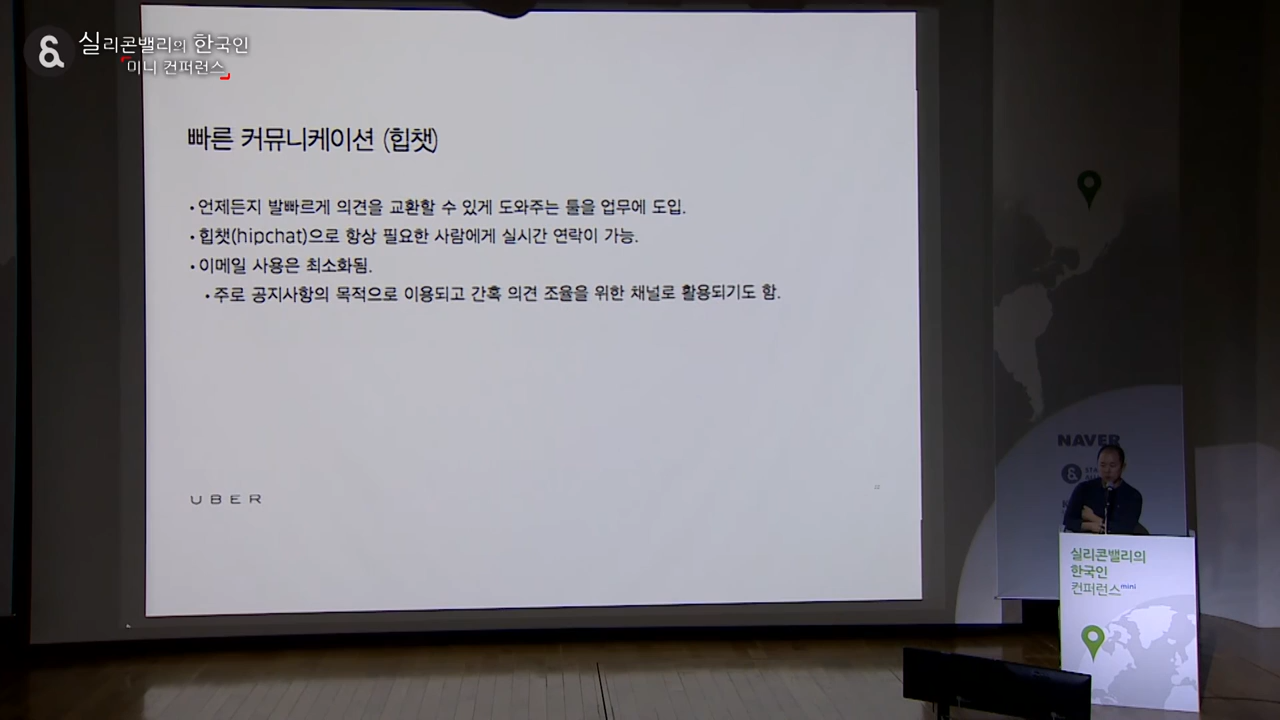 실리콘밸리의 한국인
미니 컨퍼런스
빠른 커뮤니케이션 (힙챗)
• 언제든지 발빠르게 의견을 교환할 수 있게 도와주는 툴을 업무에 도입.
• 힙챗(hipchat)으로 항상 필요한 사람에게 실시간 연락이 가능.
• 이메일 사용은 최소화됨.
• 주로 공지사항의 목적으로 이용되고 간혹 의견 조율을 위한 채널로 활용되기도 함.
UBER
NAVER
실리콘밸리의
한국인
컨퍼런스 mini